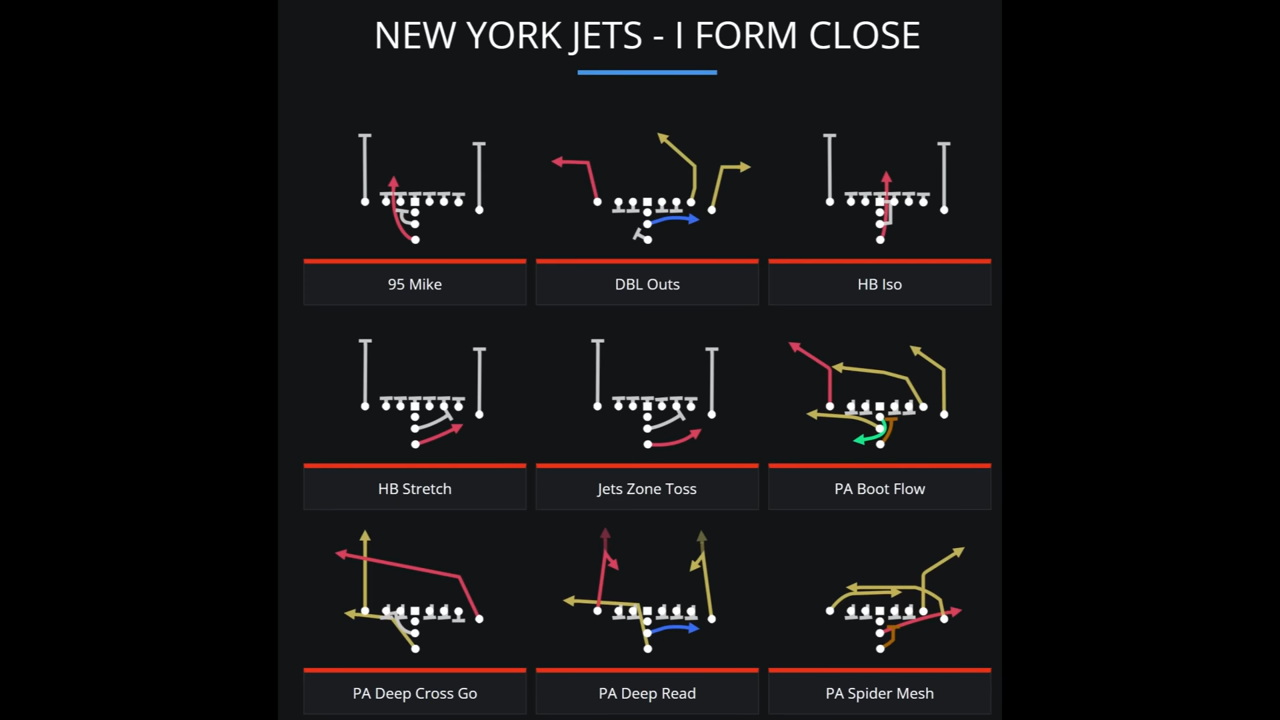 NEW YORK JETS - I FORM CLOSE
95 Mike
DBL Outs
HB Iso
HB Stretch
Jets Zone Toss
PA Boot Flow
PA Deep Cross Go
PA Deep Read
PA Spider Mesh